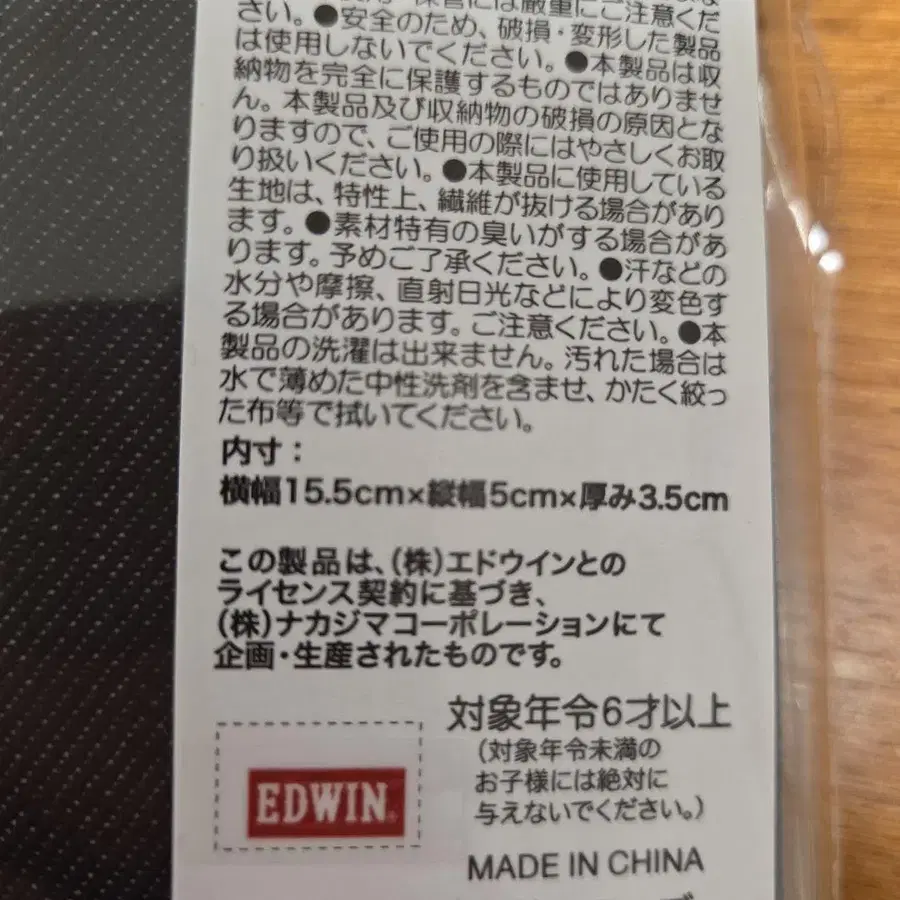 さい。●安全のため、破損・変形した製品
は使用しないでください。●本製品は収
納物を完全に保護するものではありませ
ん。本製品及び収納物の破損の原因とな
りますので、ご使用の際にはやさしくお取
り扱いください。●本製品に使用している
生地は、特性上、繊維が抜ける場合があり
ます。●素材特有の臭いがする場合があ
ります。予めご了承ください。●汗などの
水分や摩擦、直射日光などにより変色す
る場合があります。ご注意ください。●本
製品の洗濯は出来ません。汚れた場合は
水で薄めた中性洗剤を含ませ、かたく絞っ
た布等で拭いてください。
内寸：
横幅15.5cm×縦幅5cm×厚み3.5cm
この製品は、(株)エドウインとの
ライセンス契約に基づき、
(株)ナカジマコーポレーションにて
企画・生産されたものです。
対象年令6才以上
(対象年令未満の
お子様には絶対に
与えないでください。)
EDWIN®
MADE IN CHINA